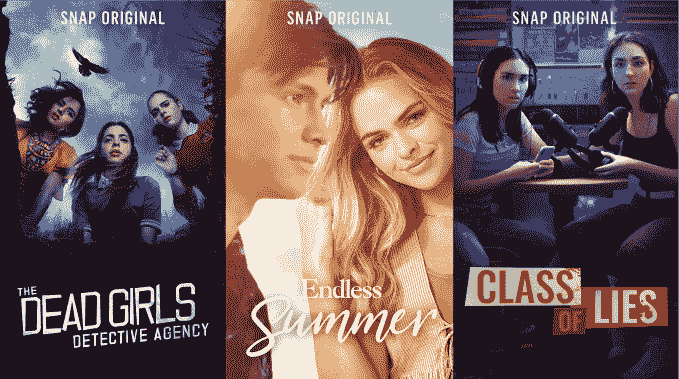 SNAP ORIGINAL
THE
DEAD GIRLS
DETECTIVE AGENCY
SNAP ORIGINAL
Endless
Summer
SNAP ORIGINAL
CLASS
OF LIES